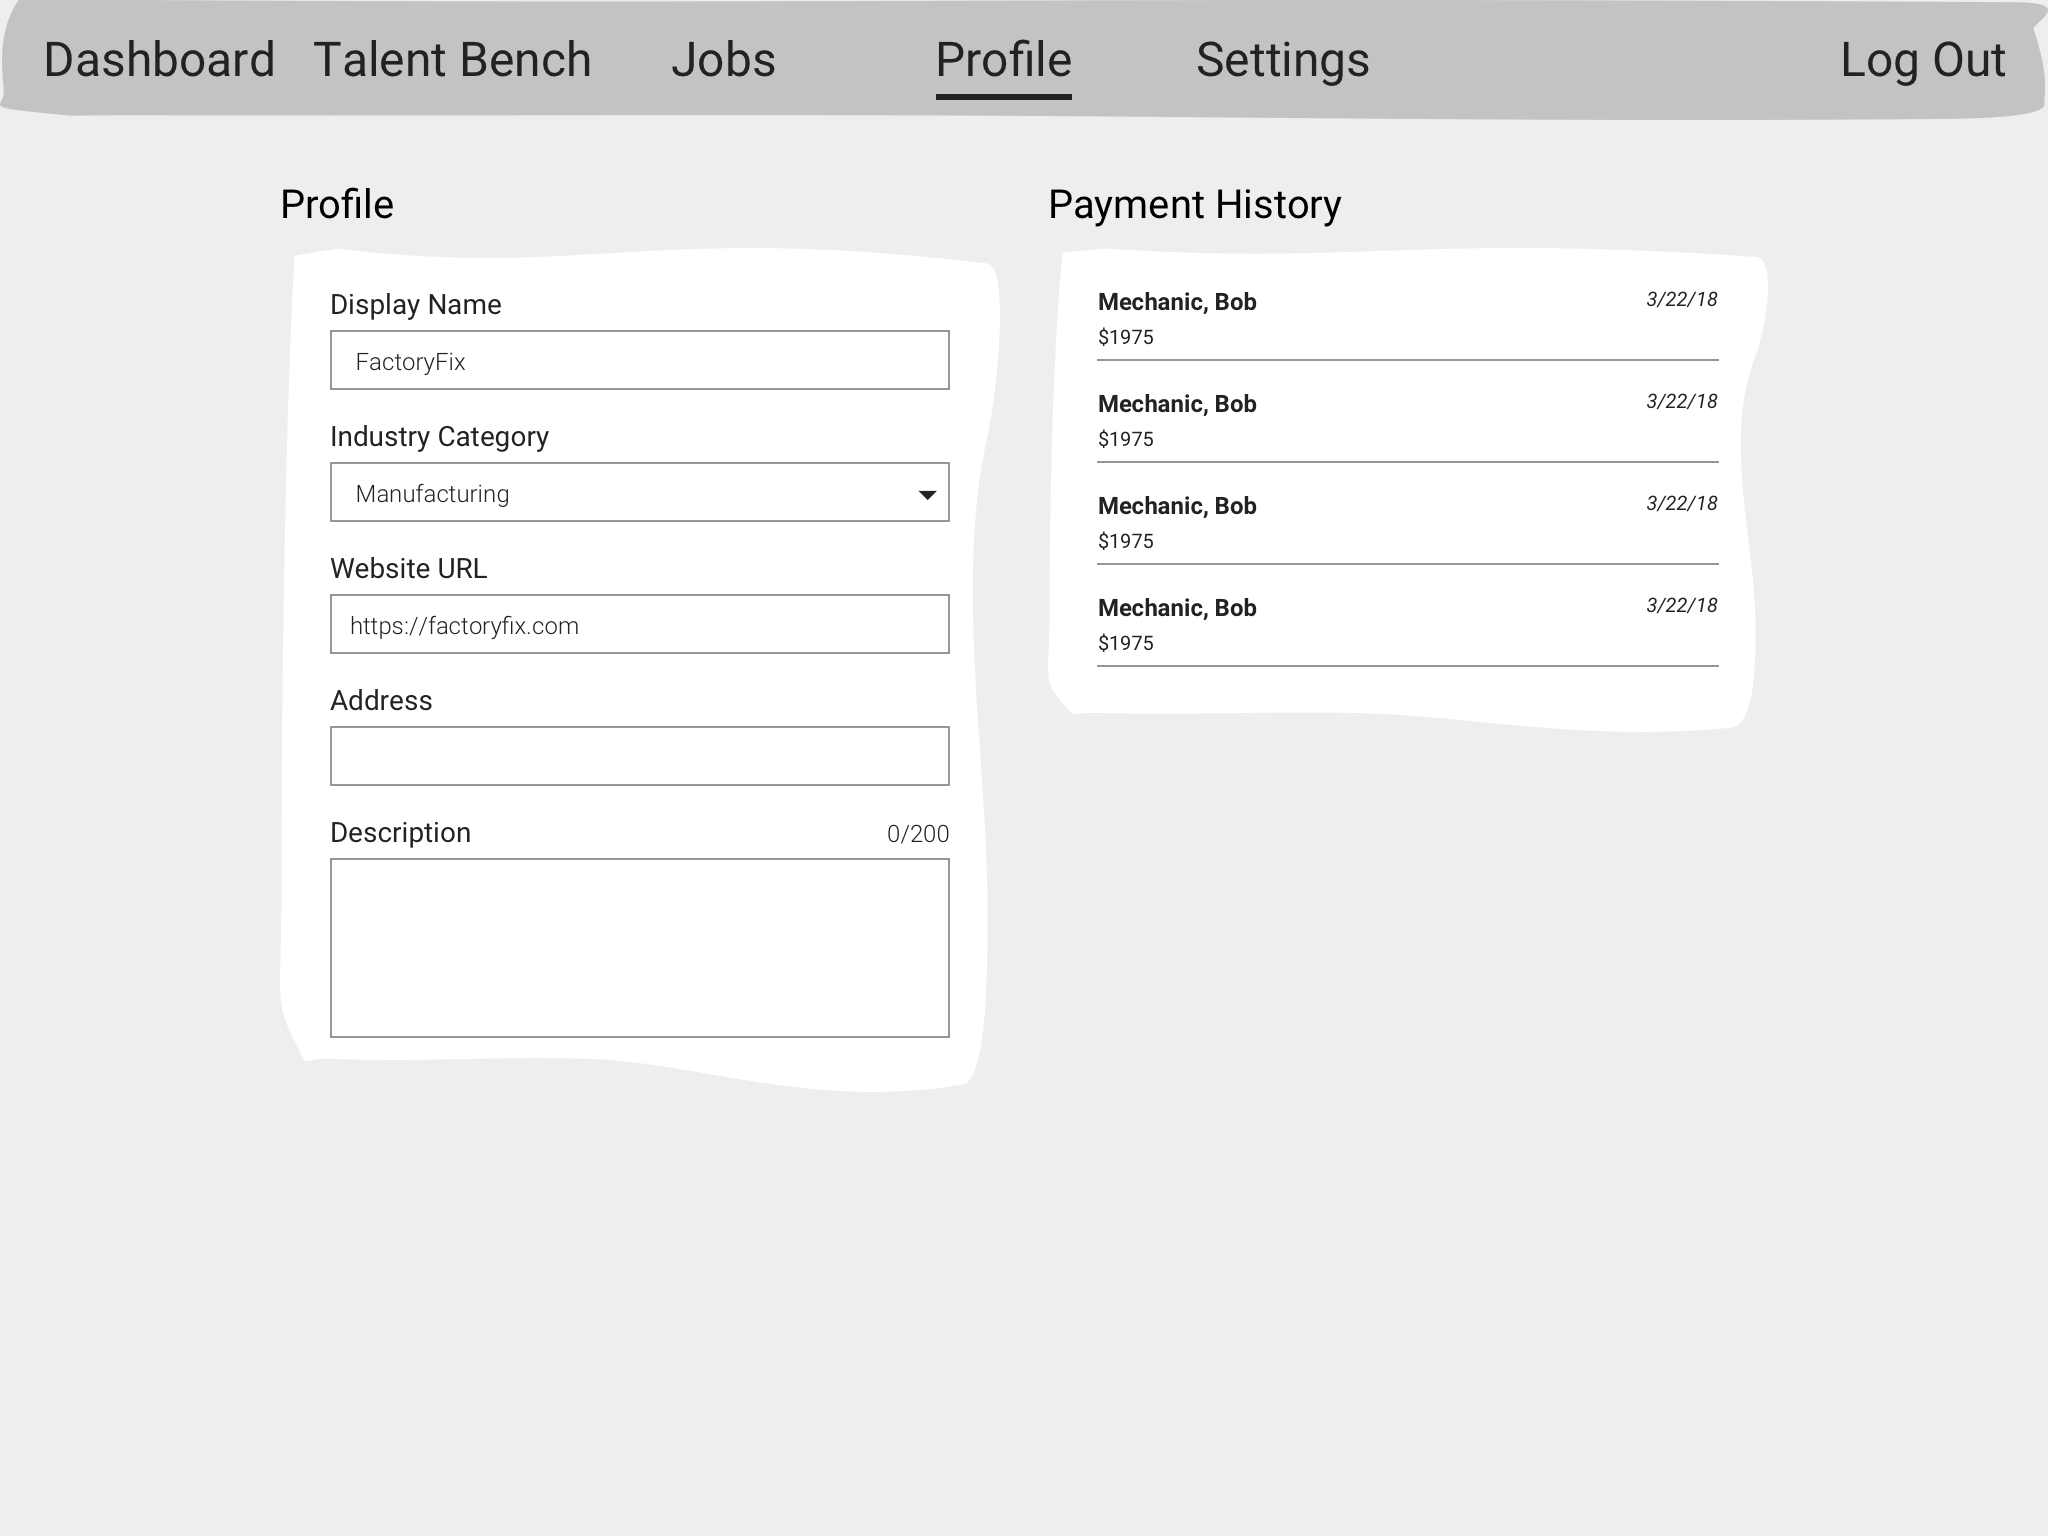 Dashboard Talent Bench Jobs Profile Settings Log Out
Profile
Display Name
FactoryFix
Industry Category
Manufacturing
Website URL
https://factoryfix.com
Address
Description 0/200
Payment History
Mechanic, Bob 3/22/18
$1975
Mechanic, Bob 3/22/18
$1975
Mechanic, Bob 3/22/18
$1975
Mechanic, Bob 3/22/18
$1975